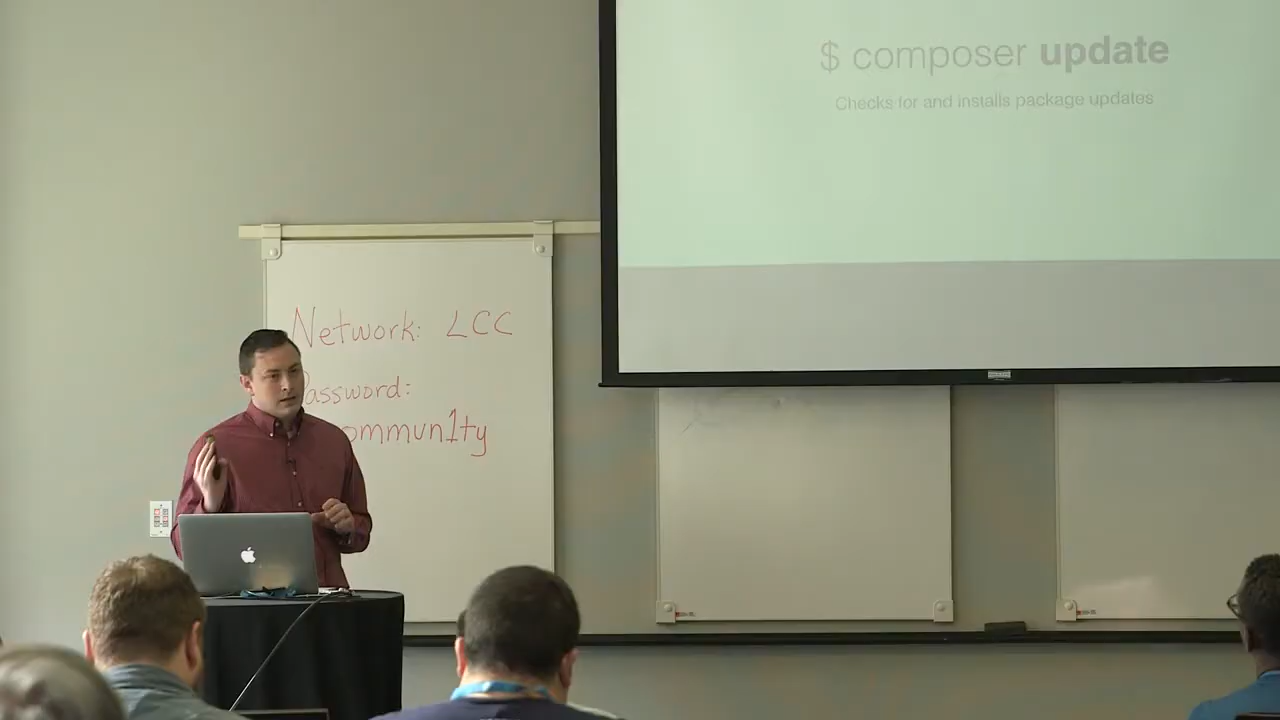 $ composer update
Checks for and installs package updates
Network: LCC
assword:
ommun1ty